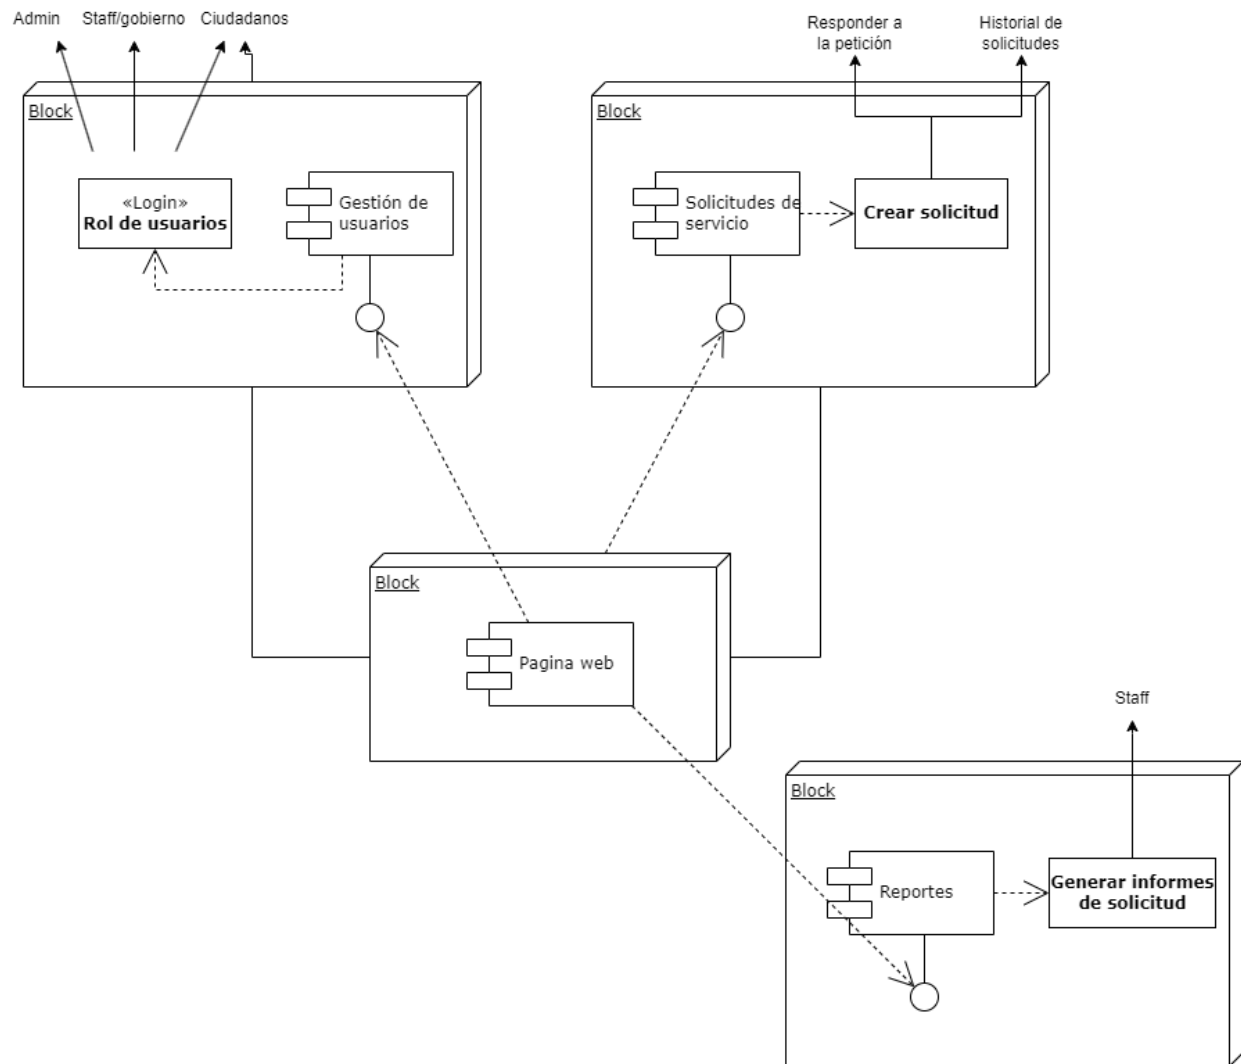 Admin
Staff/gobierno
Ciudadanos
Block
«Login»
Rol de usuarios
Gestión de
usuarios
Responder a
la petición
Historial de
solicitudes
Block
Solicitudes de
servicio
Crear solicitud
Block
Pagina web
Staff
Block
Reportes
Generar informes
de solicitud